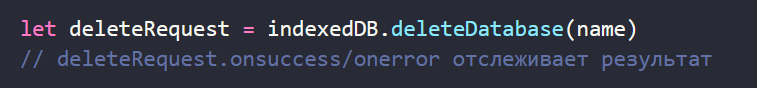 let deleteRequest = indexedDB.deleteDatabase(name)
// deleteRequest.onsuccess/onerror отслеживает результат